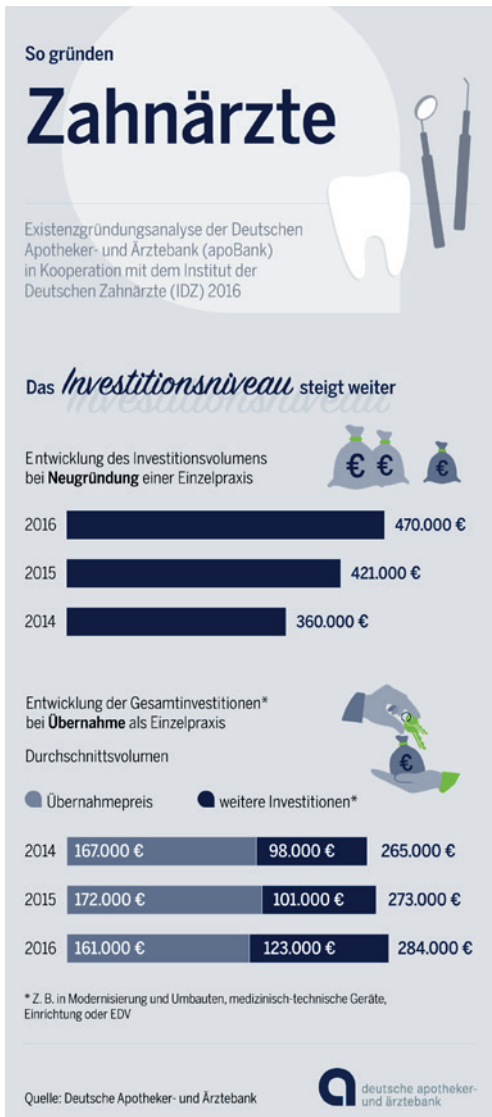 So gründen
Zahnärzte
Existenzgründungsanalyse der Deutschen
Apotheker- und Ärztebank (apoBank)
in Kooperation mit dem Institut der
Deutschen Zahnärzte (IDZ) 2016
Das Investitionsniveau steigt weiter
Entwicklung des Investitionsvolumens
bei Neugründung einer Einzelpraxis
€ € €
2016 470.000 €
2015 421.000 €
2014 360.000 €
Entwicklung der Gesamtinvestitionen*
bei Übernahme als Einzelpraxis
Durchschnittsvolumen
€
Übernahmepreis weitere Investitionen*
2014 167.000 € 98.000 € 265.000 €
2015 172.000 € 101.000 € 273.000 €
2016 161.000 € 123.000 € 284.000 €
* Z. B. in Modernisierung und Umbauten, medizinisch-technische Geräte,
Einrichtung oder EDV
Quelle: Deutsche Apotheker- und Ärztebank
deutsche apotheker-
und ärztebank